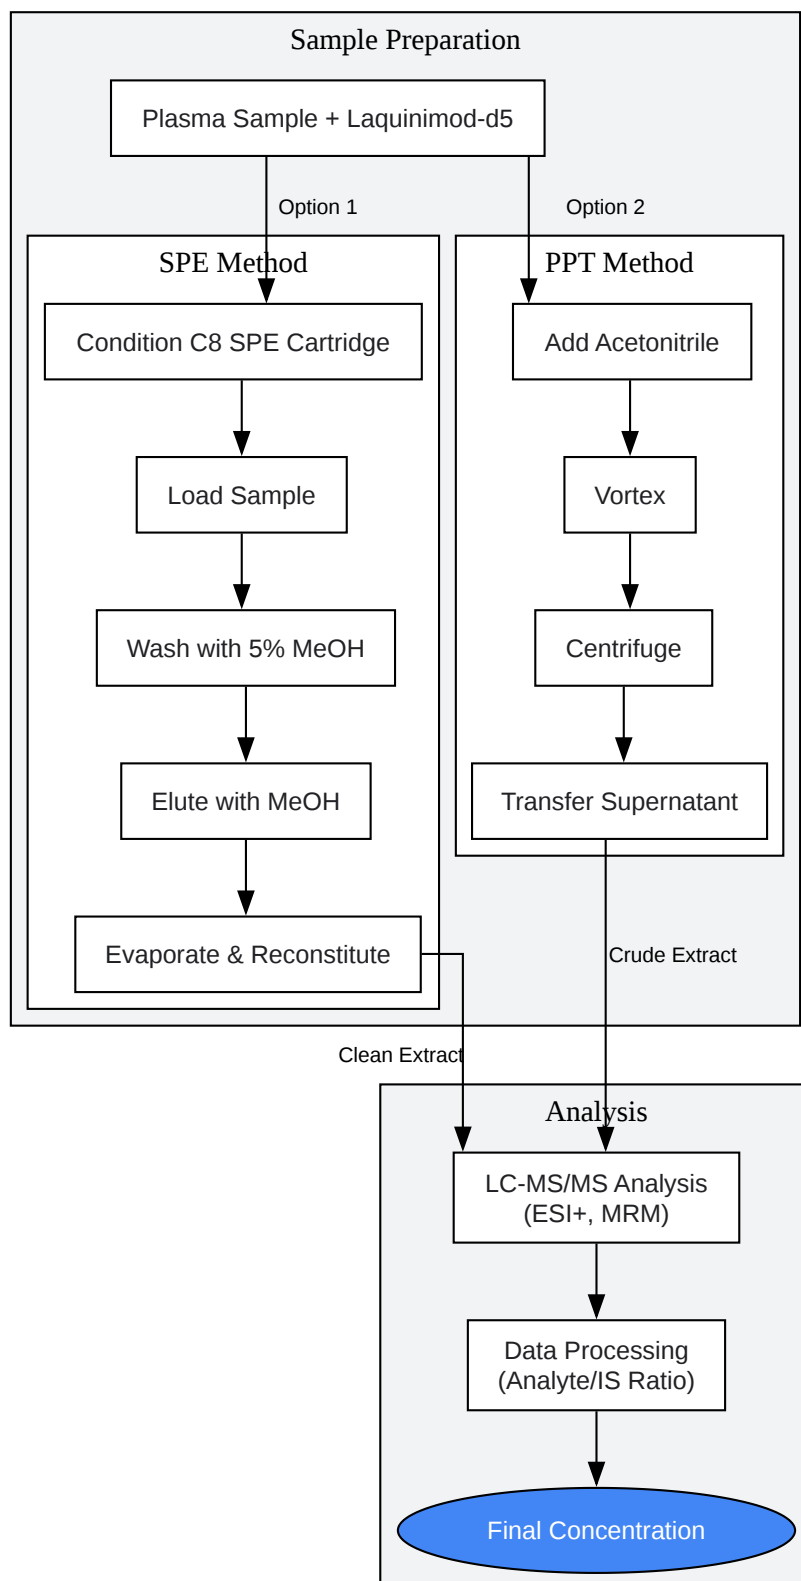 Sample Preparation
Plasma Sample + Laquinimod-d5
Option 1
Option 2
SPE Method
Condition C8 SPE Cartridge
Load Sample
Wash with 5% MeOH
Elute with MeOH
Evaporate & Reconstitute
PPT Method
Add Acetonitrile
Vortex
Centrifuge
Transfer Supernatant
Crude Extract
Clean Extract
Analysis
LC-MS/MS Analysis
(ESI+, MRM)
Data Processing
(Analyte/IS Ratio)
Final Concentration